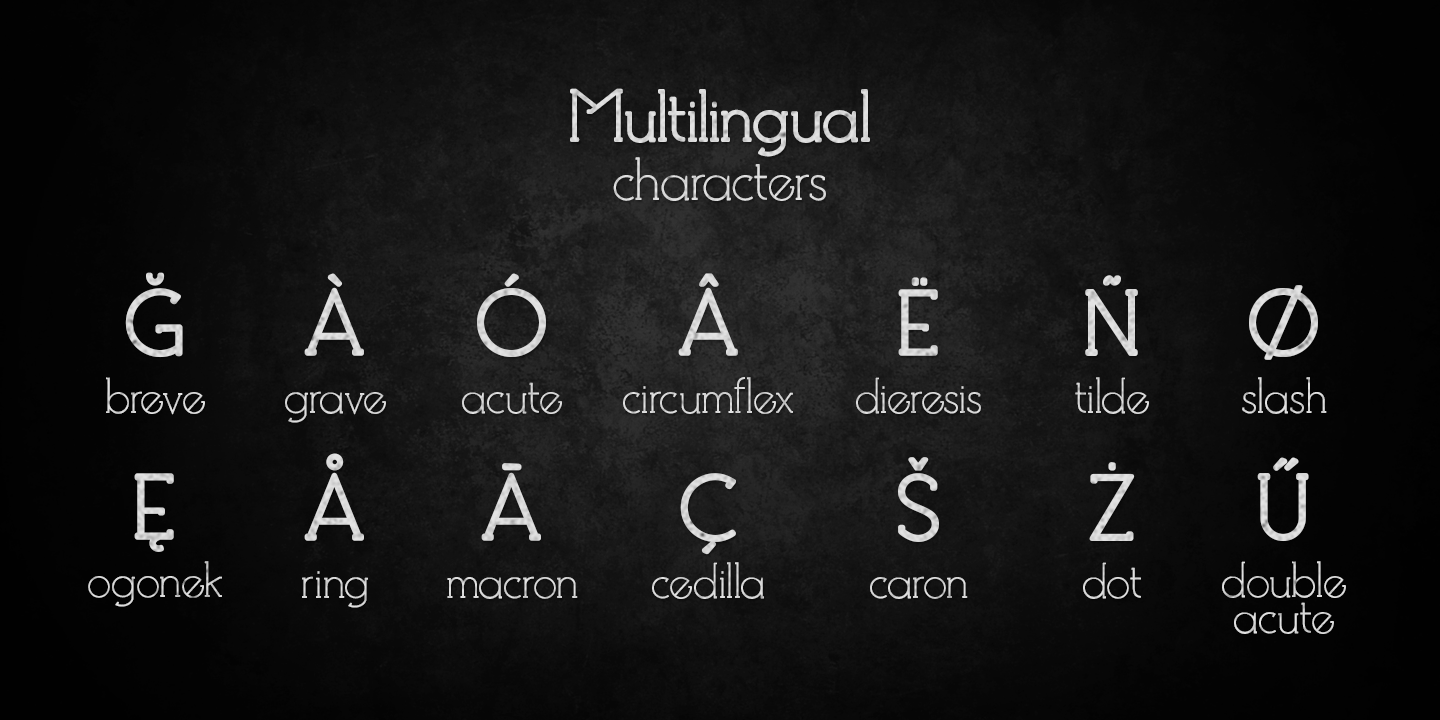 Multilingual
characters
Ğ À Ó Â Ë Ñ Ø
breve grave acute circumflex dieresis tilde slash
Ę Å Ā Ç Š Ż Ű
ogonek ring macron cedilla caron dot double
acute